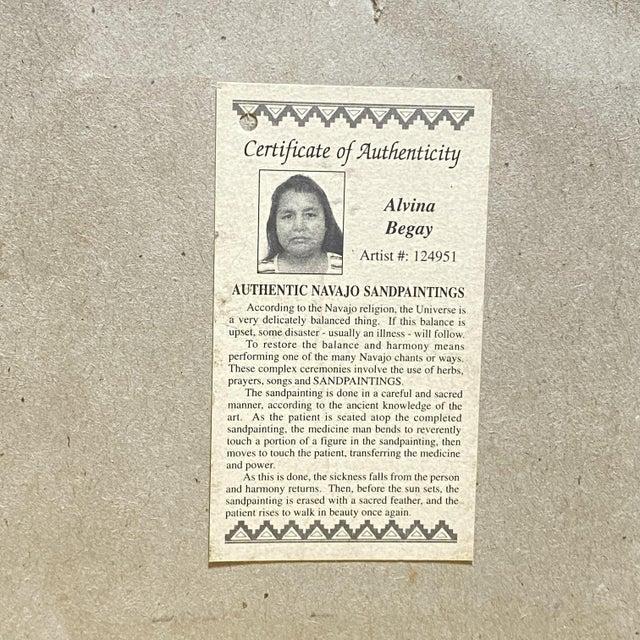 Certificate of Authenticity
Alvina
Begay
Artist #: 124951
AUTHENTIC NAVAJO SANDPAINTINGS
According to the Navajo religion, the Universe is
a very delicately balanced thing. If this balance is
upset, some disaster - usually an illness - will follow.
To restore the balance and harmony means
performing one of the many Navajo chants or ways.
These complex ceremonies involve the use of herbs,
prayers, songs and SANDPAINTINGS.
The sandpainting is done in a careful and sacred
manner, according to the ancient knowledge of the
art. As the patient is seated atop the completed
sandpainting, the medicine man bends to reverently
touch a portion of a figure in the sandpainting, then
moves to touch the patient, transferring the medicine
and power.
As this is done, the sickness falls from the person
and harmony returns. Then, before the sun sets, the
sandpainting is erased with a sacred feather, and the
patient rises to walk in beauty once again.